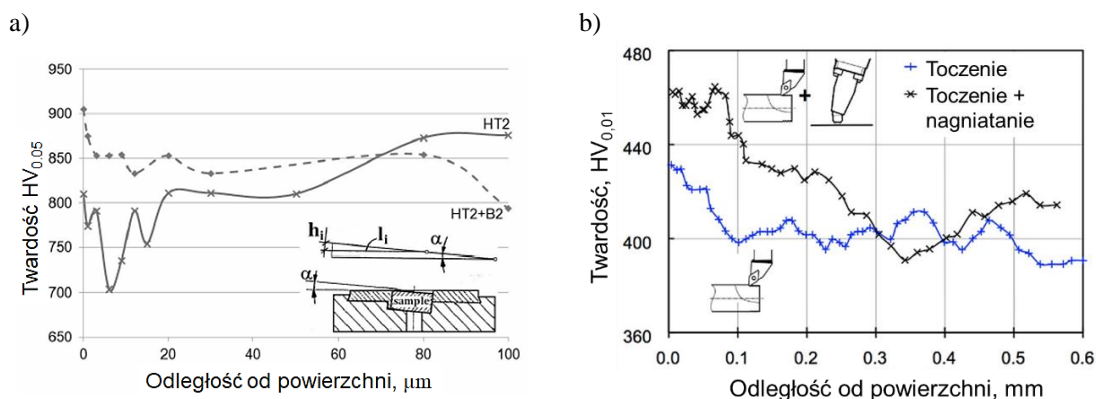 a)
950
900
850
800
750
700
650
Twardość HV0.05
HT2
HT2+B2
hi
li
α
α
sample
0
20
40
60
80
100
Odległość od powierzchni, μm
b)
480
440
400
360
Twardość, HV0,01
Toczenie
Toczenie +
nagniatanie
+
0.0
0.1
0.2
0.3
0.4
0.5
0.6
Odległość od powierzchni, mm